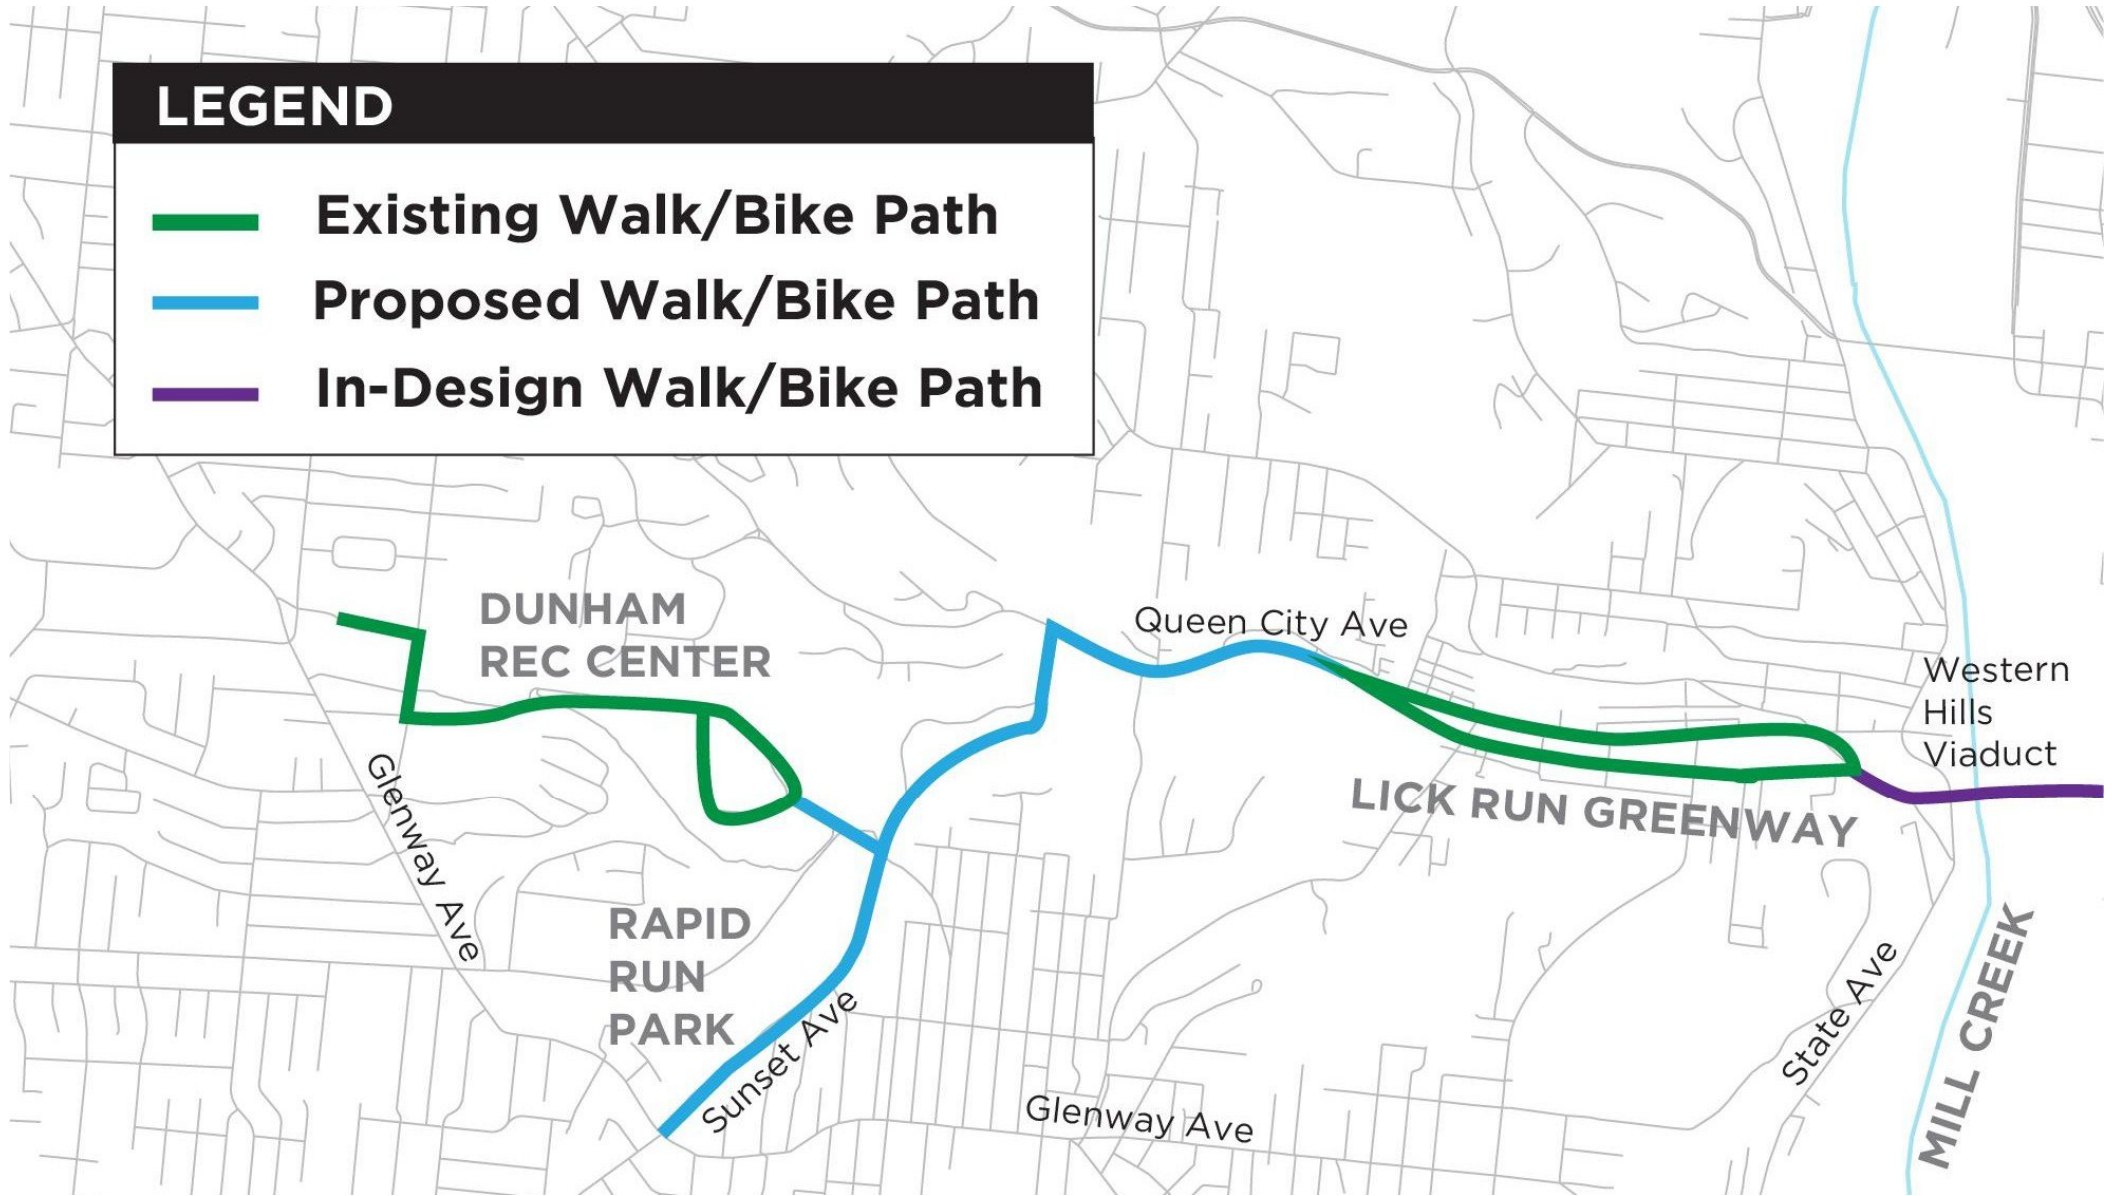 LEGEND
Existing Walk/Bike Path
Proposed Walk/Bike Path
In-Design Walk/Bike Path
DUNHAM
REC CENTER
Queen City Ave
Western
Hills
Viaduct
Glenway Ave
LICK RUN GREENWAY
RAPID
RUN
PARK
Sunset Ave
Glenway Ave
State Ave
MILL CREEK